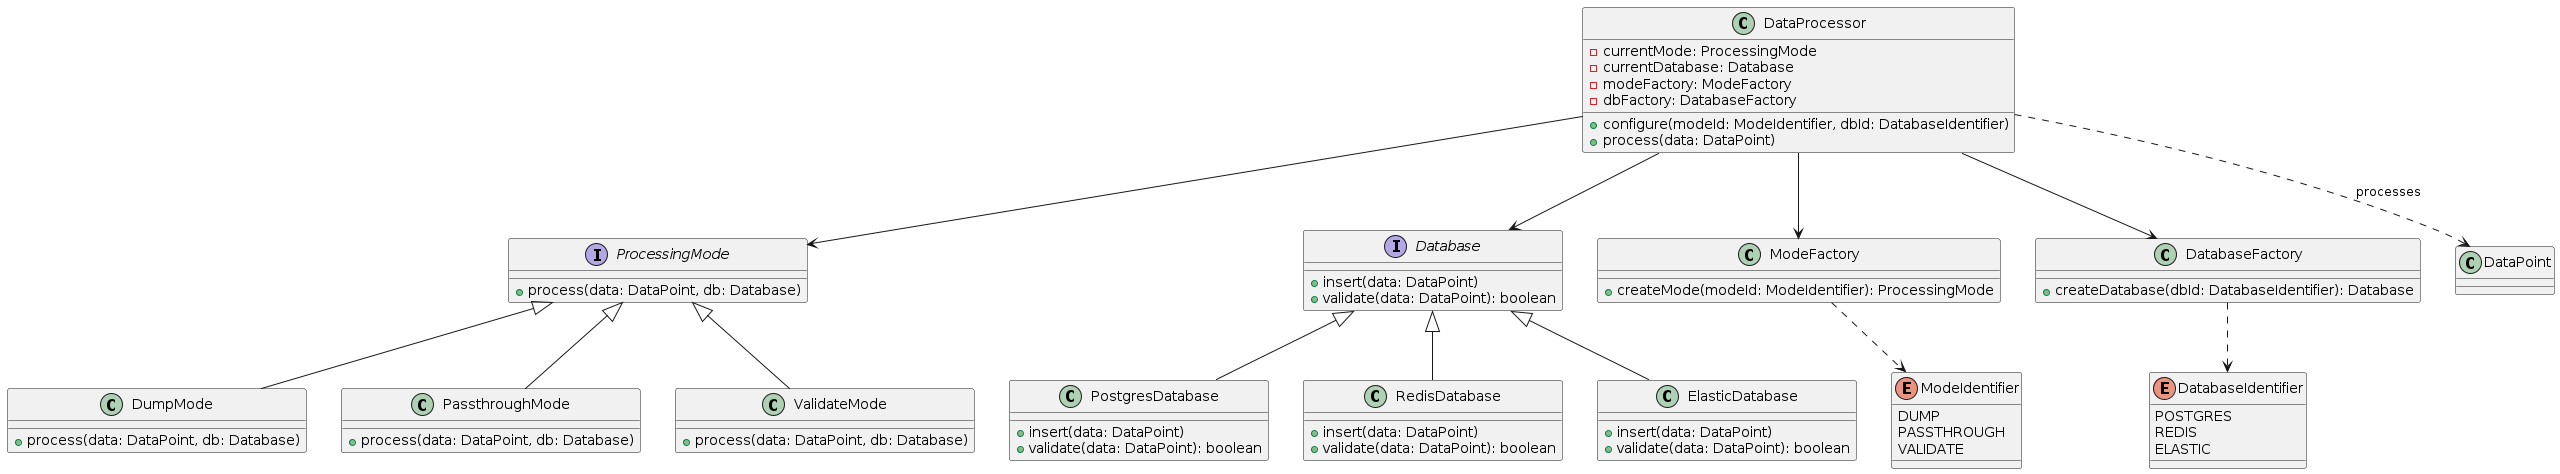 C DataProcessor
currentMode: ProcessingMode
currentDatabase: Database
modeFactory: ModeFactory
dbFactory: DatabaseFactory
configure(modeId: ModeIdentifier, dbId: DatabaseIdentifier)
process(data: DataPoint)
processes
I ProcessingMode
process(data: DataPoint, db: Database)
I Database
insert(data: DataPoint)
validate(data: DataPoint): boolean
C ModeFactory
createMode(modeId: ModeIdentifier): ProcessingMode
C DatabaseFactory
createDatabase(dbId: DatabaseIdentifier): Database
C DataPoint
C DumpMode
process(data: DataPoint, db: Database)
C PassthroughMode
process(data: DataPoint, db: Database)
C ValidateMode
process(data: DataPoint, db: Database)
C PostgresDatabase
insert(data: DataPoint)
validate(data: DataPoint): boolean
C RedisDatabase
insert(data: DataPoint)
validate(data: DataPoint): boolean
C ElasticDatabase
insert(data: DataPoint)
validate(data: DataPoint): boolean
E ModeIdentifier
DUMP
PASSTHROUGH
VALIDATE
E DatabaseIdentifier
POSTGRES
REDIS
ELASTIC